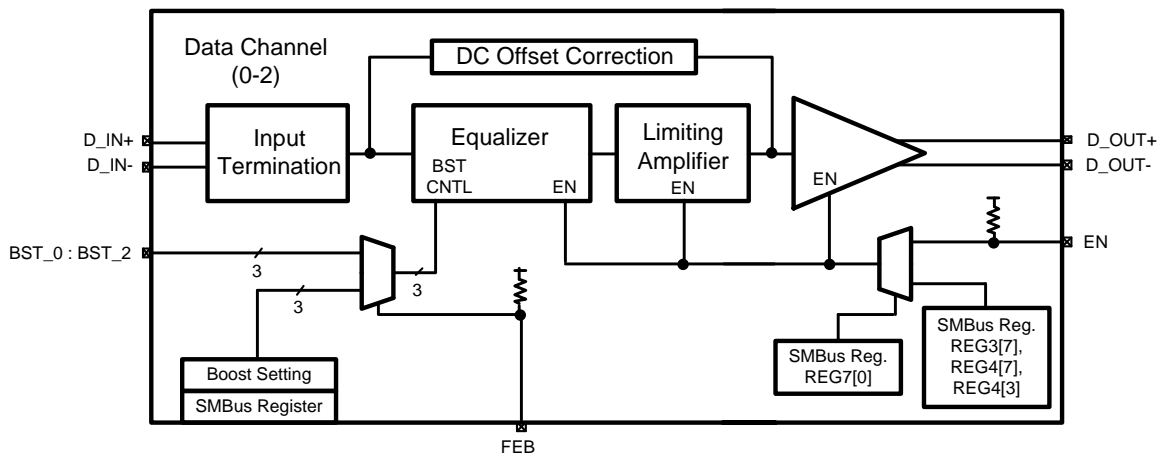 Data Channel
(0-2)
DC Offset Correction
D_IN+
D_IN-
Input
Termination
Equalizer
BST
CNTL
EN
Limiting
Amplifier
EN
EN
D_OUT+
D_OUT-
EN
BST_0 : BST_2
3
3
3
Boost Setting
SMBus Register
FEB
SMBus Reg.
REG7[0]
SMBus Reg.
REG3[7],
REG4[7],
REG4[3]